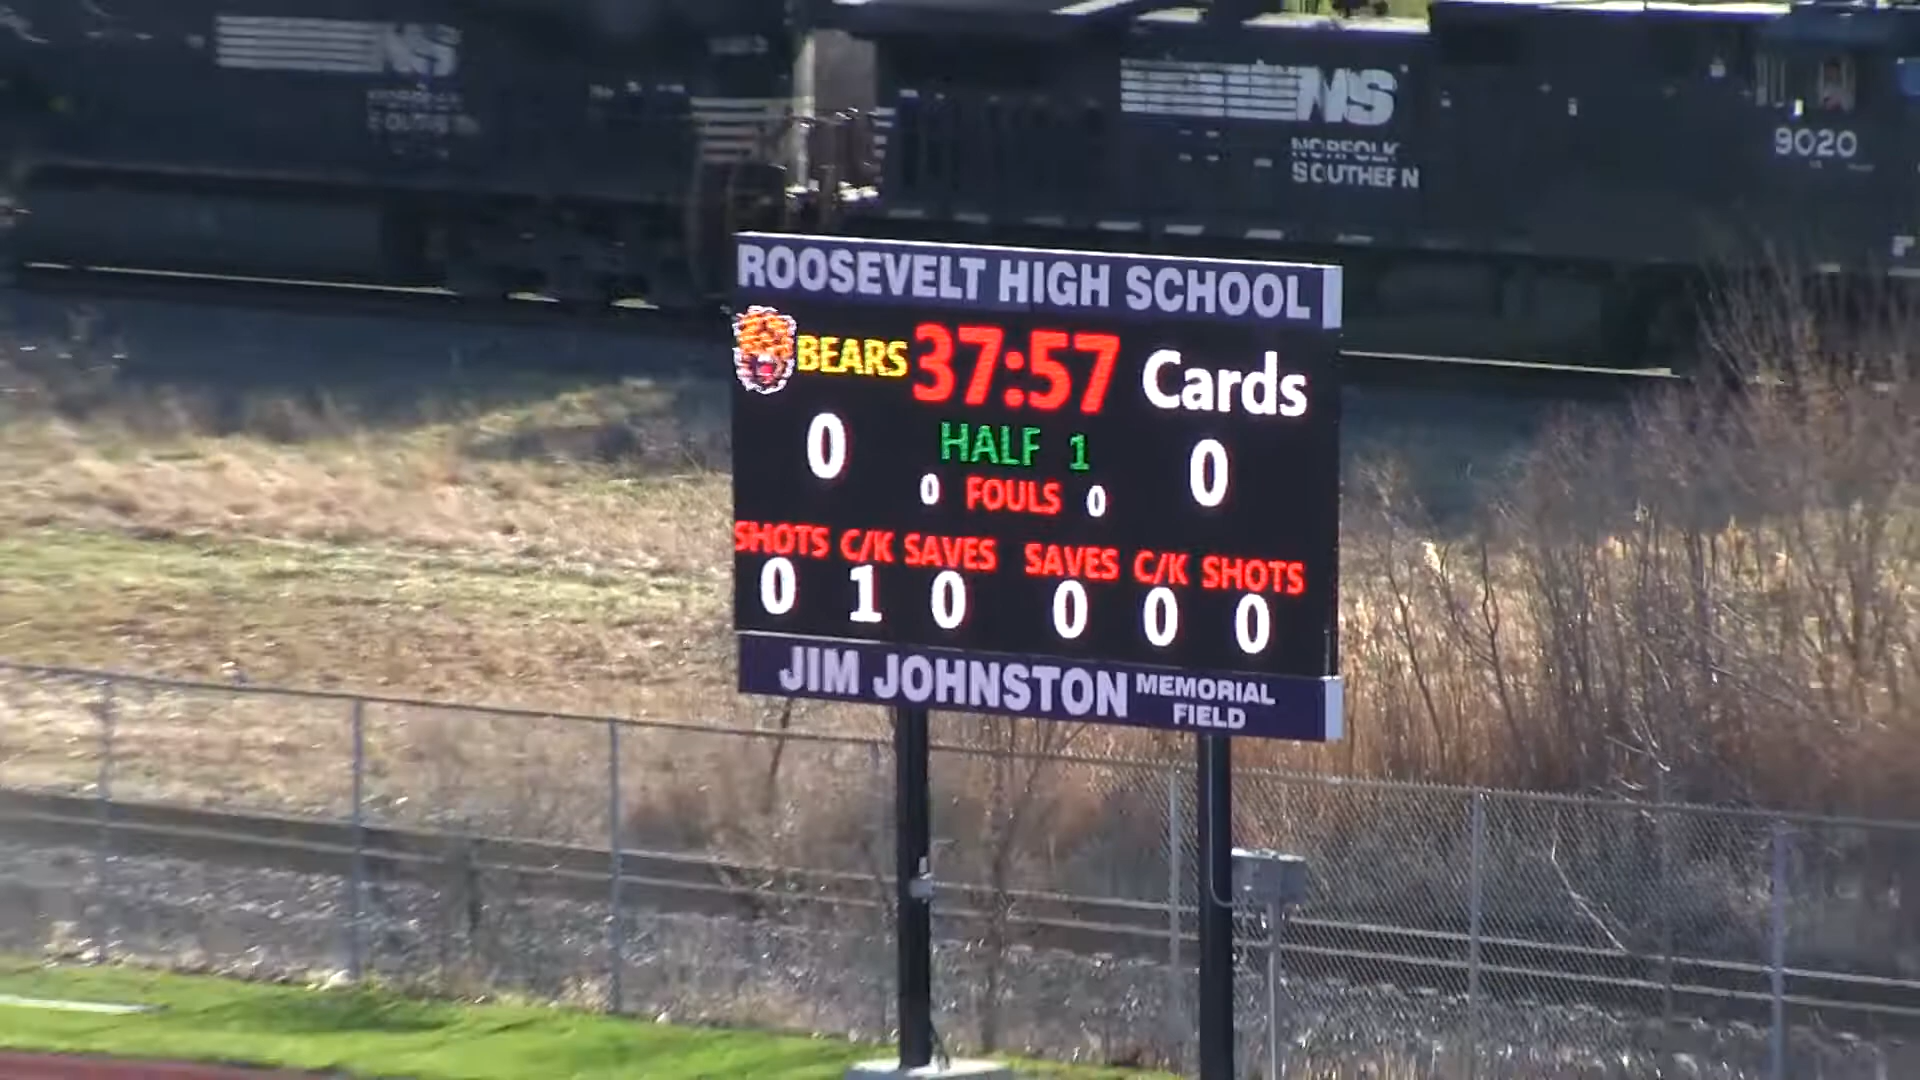 NS
NORFOLK
SOUTHERN
NS
NORFOLK
SOUTHERN
9020
ROOSEVELT HIGH SCHOOL
BEARS 37:57 Cards
0 HALF 1 0
0 FOULS 0
SHOTS C/K SAVES SAVES C/K SHOTS
0 1 0 0 0 0
JIM JOHNSTON MEMORIAL
FIELD